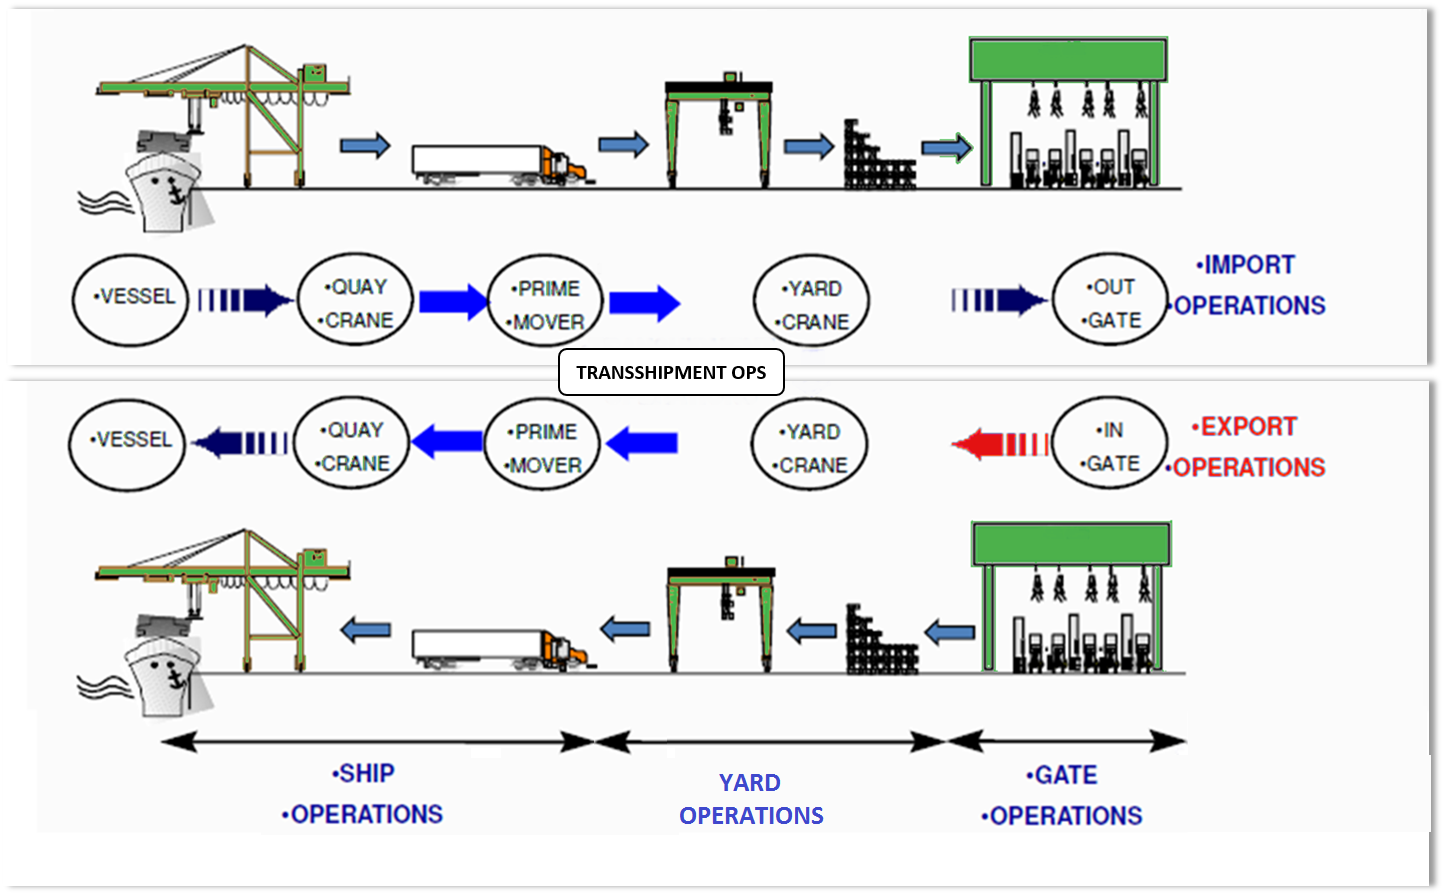 •VESSEL
•QUAY
•CRANE
•PRIME
•MOVER
•YARD
•CRANE
•OUT
•GATE
•IMPORT
•OPERATIONS
TRANSSHIPMENT OPS
•VESSEL
•QUAY
•CRANE
•PRIME
•MOVER
•YARD
•CRANE
•IN
•GATE
•EXPORT
•OPERATIONS
•SHIP
•OPERATIONS
YARD
OPERATIONS
•GATE
•OPERATIONS